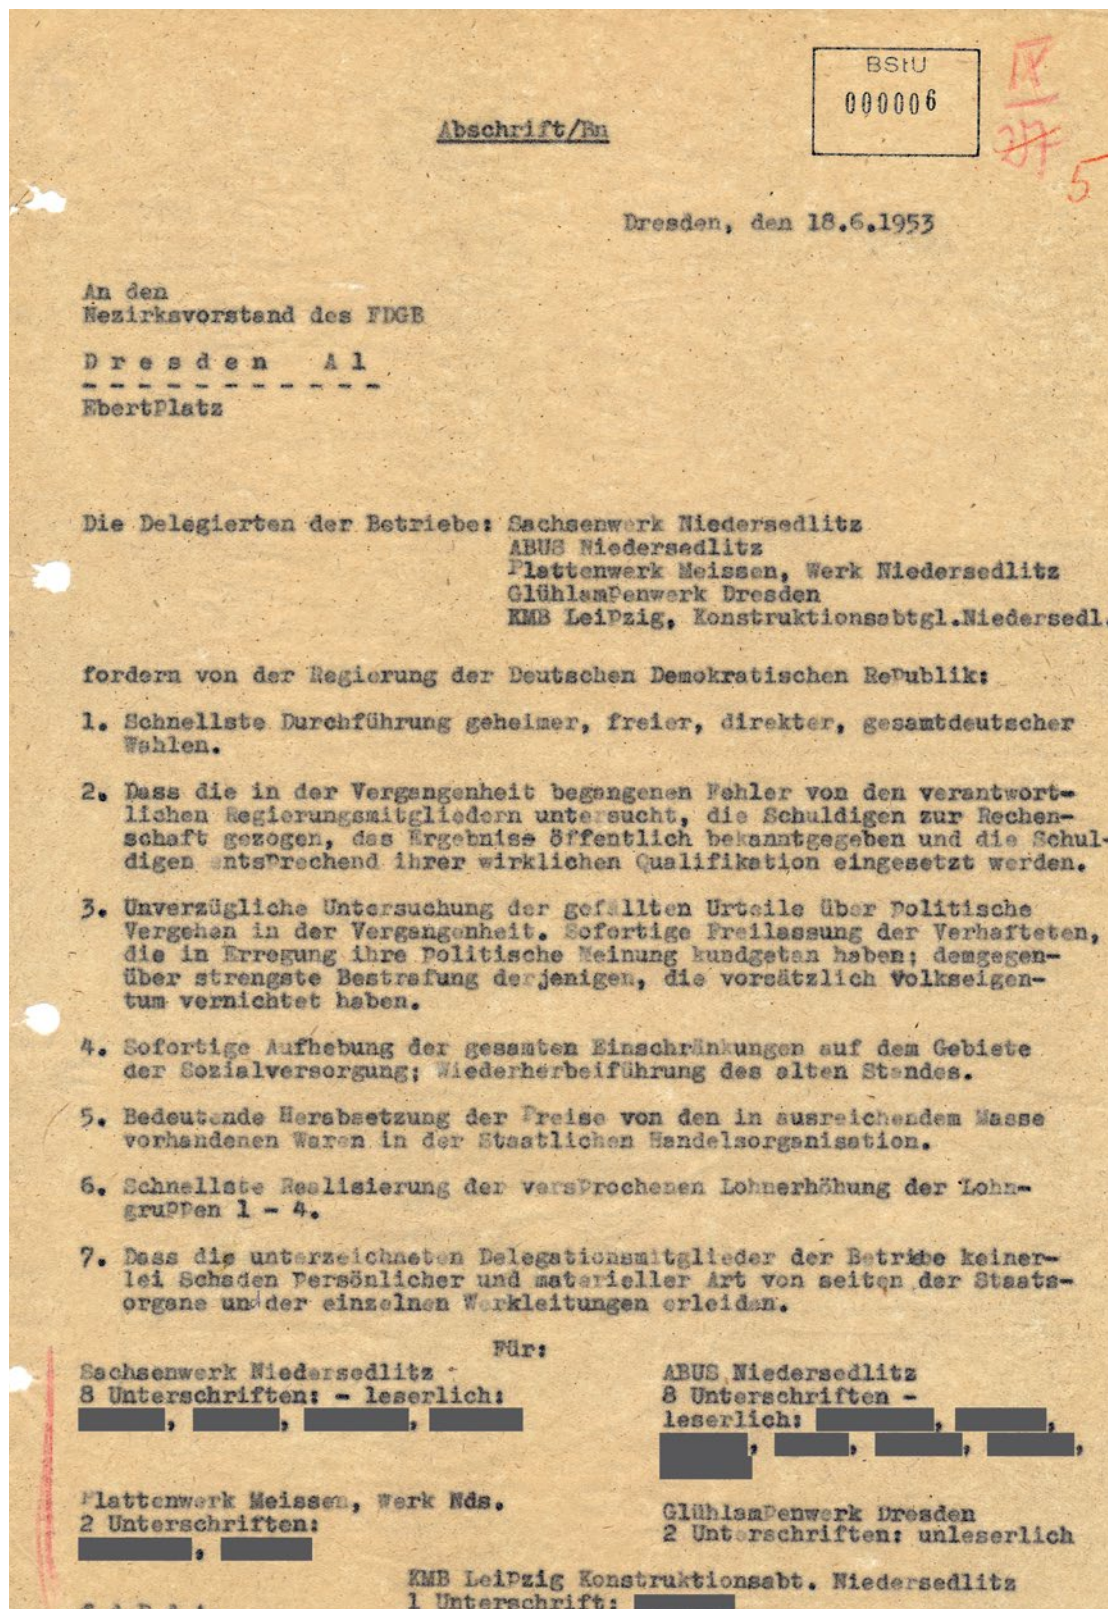 BStU
000006
IX
27
5
Abschrift/Bn
Dresden, den 18.6.1953
An den
Bezirksvorstand des FDGB
D r e s d e n   A 1
- - - - - - - - - - -
EbertPlatz
Die Delegierten der Betriebe: Sachsenwerk Niedersedlitz
ABUS Niedersedlitz
Plattenwerk Meissen, Werk Niedersedlitz
GlühlamPenwerk Dresden
KMB LeiPzig, Konstruktionsabtgl.Niedersedl.
fordern von der Regierung der Deutschen Demokratischen RePublik:
1. Schnellste Durchführung geheimer, freier, direkter, gesamtdeutscher
Wahlen.
2. Dass die in der Vergangenheit begangenen Fehler von den verantwort-
lichen Regierungsmitgliedern untersucht, die Schuldigen zur Rechen-
schaft gezogen, das Ergebniss öffentlich bekanntgegeben und die Schul-
digen entsPrechend ihrer wirklichen Qualifikation eingesetzt werden.
3. Unverzügliche Untersuchung der gefällten Urteile über Politische
Vergehen in der Vergangenheit. Sofortige Freilassung der Verhafteten,
die in Erregung ihre Politische Meinung kundgetan haben; demgegen-
über strengste Bestrafung derjenigen, die vorsätzlich Volkseigen-
tum vernichtet haben.
4. Sofortige Aufhebung der gesamten Einschränkungen auf dem Gebiete
der Sozialversorgung; Wiederherbeiführung des alten Standes.
5. Bedeutende Herabsetzung der Preise von den in ausreichendem Masse
vorhandenen Waren in der Staatlichen Handelsorganisation.
6. Schnellste Realisierung der versProchenen Lohnerhöhung der Lohn-
gruPPen 1 - 4.
7. Dass die unterzeichneten Delegationsmitglieder der Betriebe keiner-
lei Schaden Persönlicher und materieller Art von seiten der Staats-
organe und der einzelnen Werkleitungen erleiden.
Für:
Sachsenwerk Niedersedlitz
8 Unterschriften: - leserlich:
, , ,
ABUS Niedersedlitz
8 Unterschriften -
leserlich: , ,
, , , ,
Plattenwerk Meissen, Werk Nds.
2 Unterschriften:
,
GlühlamPenwerk Dresden
2 Unterschriften: unleserlich
KMB LeiPzig Konstruktionsabt. Niedersedlitz
1 Unterschrift: